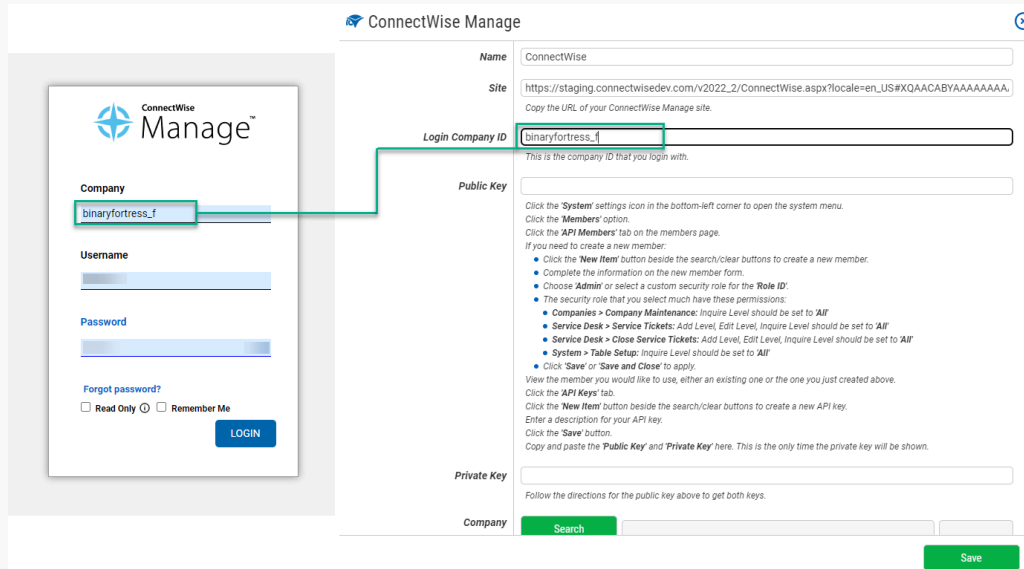 ConnectWise
Manage™
Company
binaryfortress_f
Username
Password
Forgot password?
Read Only
Remember Me
LOGIN
ConnectWise Manage
Name
ConnectWise
Site
https://staging.connectwisedev.com/v2022_2/ConnectWise.aspx?locale=en_US#XQAACABYAAAAAAAA
Copy the URL of your ConnectWise Manage site.
Login Company ID
binaryfortress_f
This is the company ID that you login with.
Public Key
Click the 'System' settings icon in the bottom-left corner to open the system menu.
Click the 'Members' option.
Click the 'API Members' tab on the members page.
If you need to create a new member:
Click the 'New Item' button beside the search/clear buttons to create a new member.
Complete the information on the new member form.
Choose 'Admin' or select a custom security role for the 'Role ID'.
The security role that you select much have these permissions:
Companies > Company Maintenance: Inquire Level should be set to 'All'
Service Desk > Service Tickets: Add Level, Edit Level, Inquire Level should be set to 'All'
Service Desk > Close Service Tickets: Add Level, Edit Level, Inquire Level should be set to 'All'
System > Table Setup: Inquire Level should be set to 'All'
Click 'Save' or 'Save and Close' to apply.
View the member you would like to use, either an existing one or the one you just created above.
Click the 'API Keys' tab.
Click the 'New Item' button beside the search/clear buttons to create a new API key.
Enter a description for your API key.
Click the 'Save' button.
Copy and paste the 'Public Key' and 'Private Key' here. This is the only time the private key will be shown.
Private Key
Follow the directions for the public key above to get both keys.
Company
Search
Save